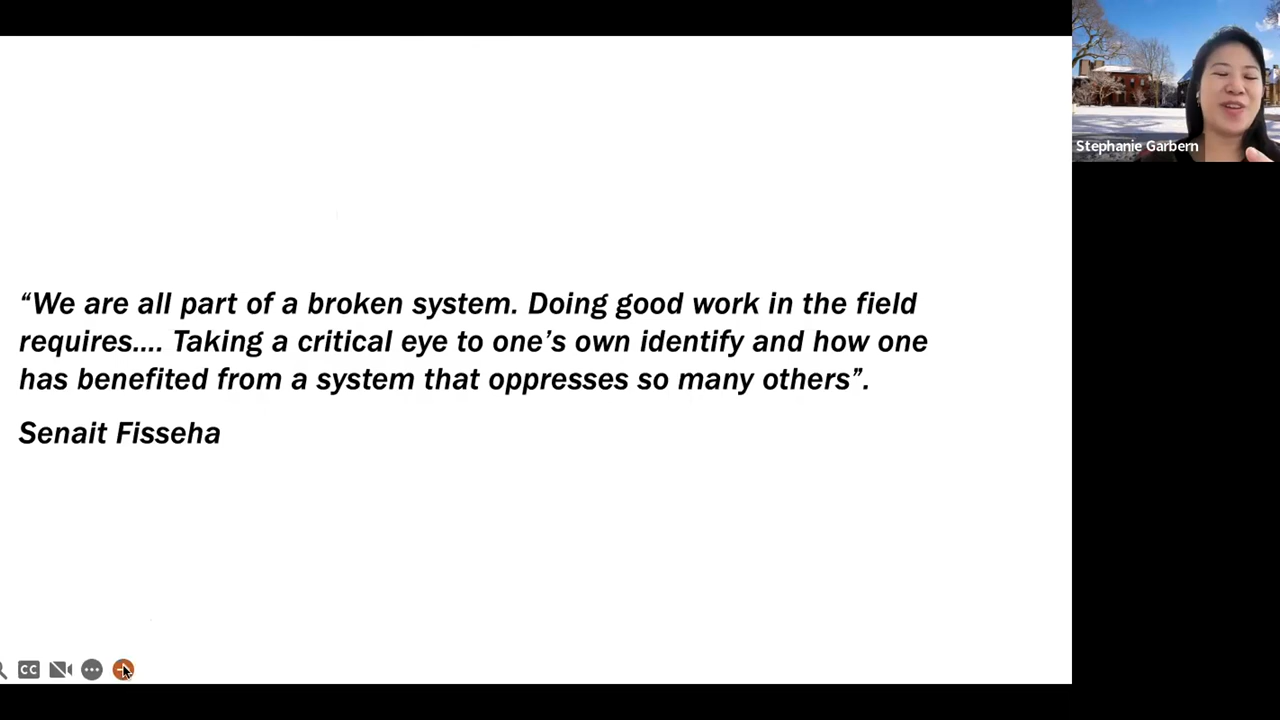 Stephanie Garbern
“We are all part of a broken system. Doing good work in the field
requires.... Taking a critical eye to one’s own identify and how one
has benefited from a system that oppresses so many others”.
Senait Fisseha
CC